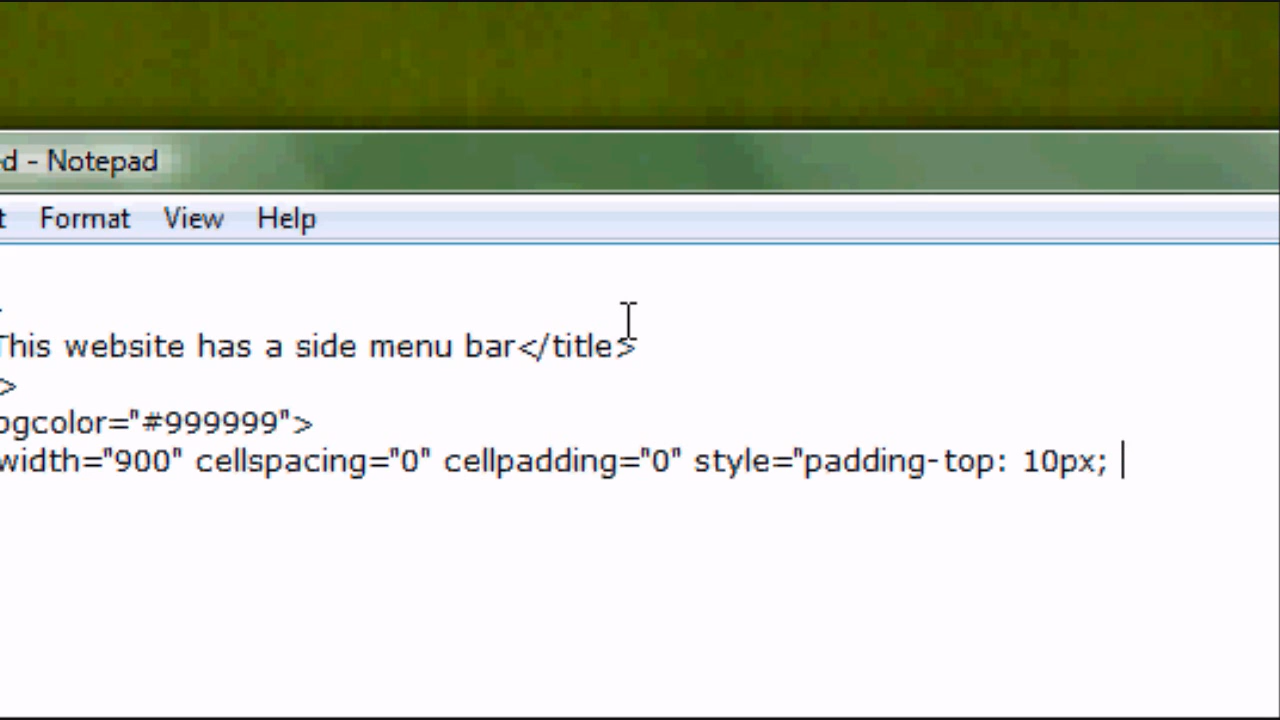 d - Notepad
t Format View Help
This website has a side menu bar</title>
>
bgcolor="#999999">
width="900" cellspacing="0" cellpadding="0" style="padding-top: 10px;